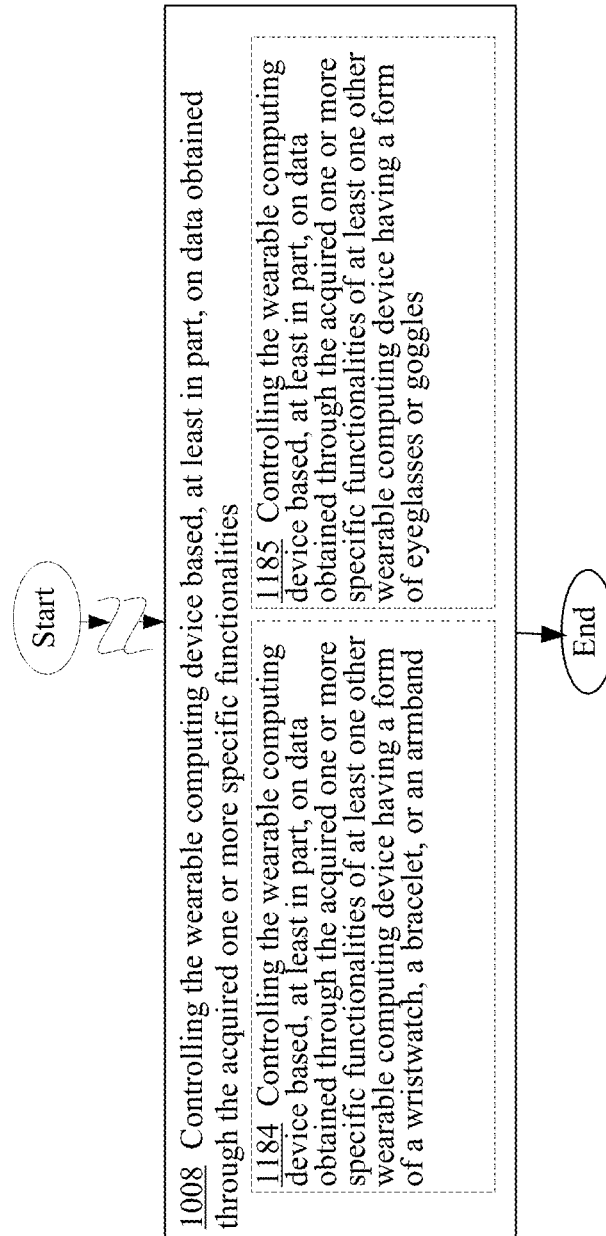 Start
1008 Controlling the wearable computing device based, at least in part, on data obtained
through the acquired one or more specific functionalities
1184 Controlling the wearable computing
device based, at least in part, on data
obtained through the acquired one or more
specific functionalities of at least one other
wearable computing device having a form
of a wristwatch, a bracelet, or an armband
1185 Controlling the wearable computing
device based, at least in part, on data
obtained through the acquired one or more
specific functionalities of at least one other
wearable computing device having a form
of eyeglasses or goggles
End